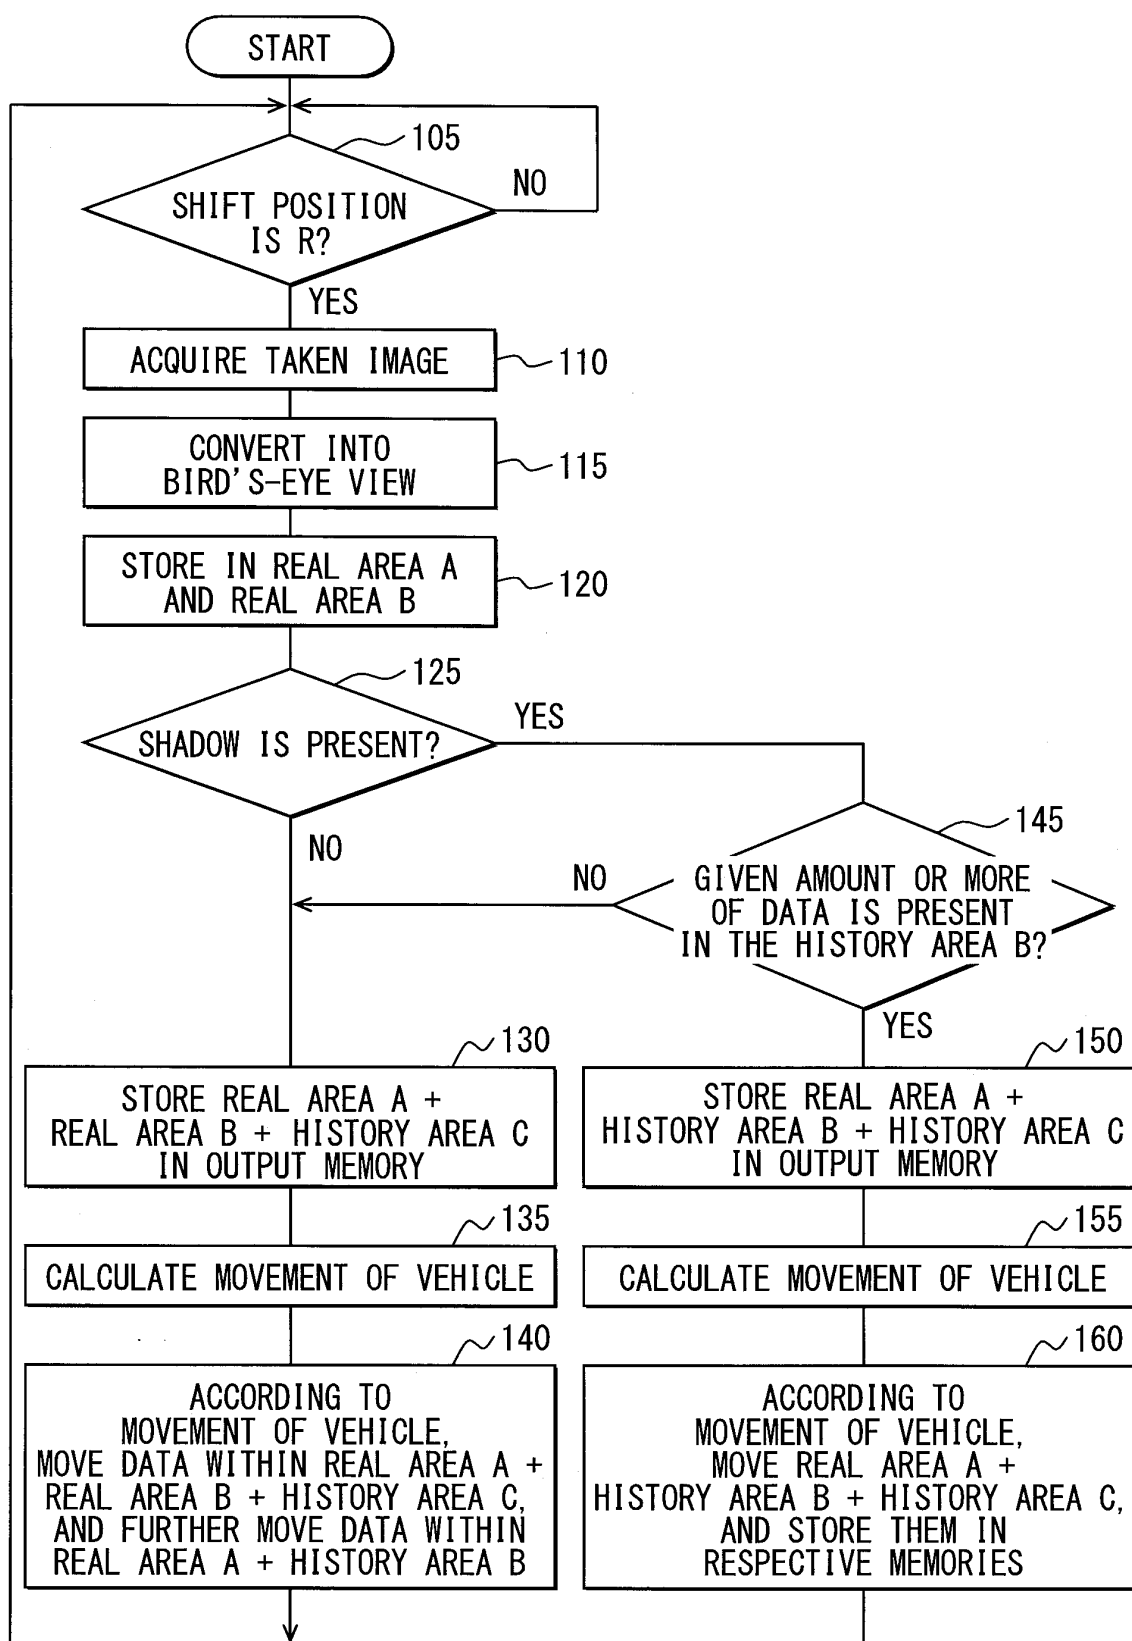 START
105
SHIFT POSITION
IS R?
NO
YES
ACQUIRE TAKEN IMAGE
110
CONVERT INTO
BIRD'S-EYE VIEW
115
STORE IN REAL AREA A
AND REAL AREA B
120
125
SHADOW IS PRESENT?
YES
NO
145
GIVEN AMOUNT OR MORE
OF DATA IS PRESENT
IN THE HISTORY AREA B?
NO
YES
130
STORE REAL AREA A +
REAL AREA B + HISTORY AREA C
IN OUTPUT MEMORY
150
STORE REAL AREA A +
HISTORY AREA B + HISTORY AREA C
IN OUTPUT MEMORY
135
CALCULATE MOVEMENT OF VEHICLE
155
CALCULATE MOVEMENT OF VEHICLE
140
ACCORDING TO
MOVEMENT OF VEHICLE,
MOVE DATA WITHIN REAL AREA A +
REAL AREA B + HISTORY AREA C,
AND FURTHER MOVE DATA WITHIN
REAL AREA A + HISTORY AREA B
160
ACCORDING TO
MOVEMENT OF VEHICLE,
MOVE REAL AREA A +
HISTORY AREA B + HISTORY AREA C,
AND STORE THEM IN
RESPECTIVE MEMORIES